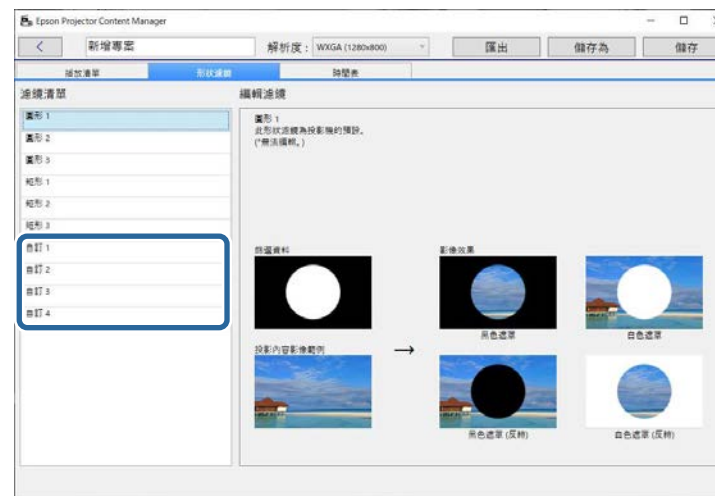 Epson Projector Content Manager
新增專案
解析度： WXGA (1280x800)
匯出
儲存為
儲存
播放清單
形狀濾鏡
時間表
濾鏡清單
編輯濾鏡
圓形 1
圓形 2
圓形 3
矩形 1
矩形 2
矩形 3
自訂 1
自訂 2
自訂 3
自訂 4
圓形 1
此形狀濾鏡為投影機的預設。
(*無法編輯。)
篩選資料
影像效果
黑色遮罩
白色遮罩
投影內容影像範例
→
黑色遮罩 (反轉)
白色遮罩 (反轉)